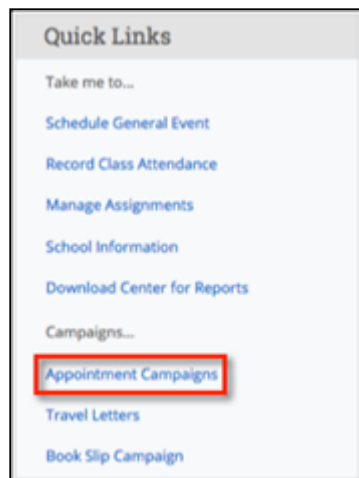 Quick Links
Take me to...
Schedule General Event
Record Class Attendance
Manage Assignments
School Information
Download Center for Reports
Campaigns...
Appointment Campaigns
Travel Letters
Book Slip Campaign